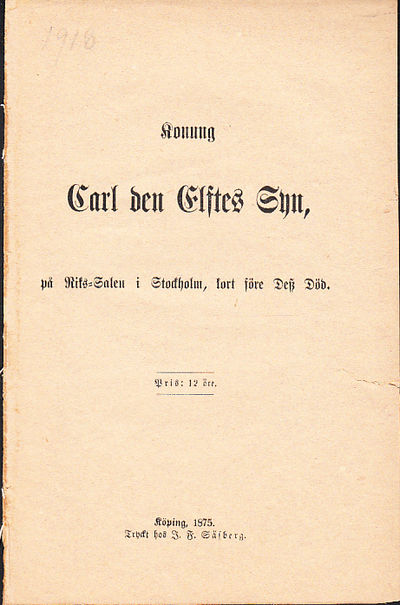 1918
Konung
Carl den Elftes Syn,
på Riks-Salen i Stockholm, kort före Deß Död.
Pris: 12 öre.
Köping, 1875.
Tryckt hos J. F. Säfberg.